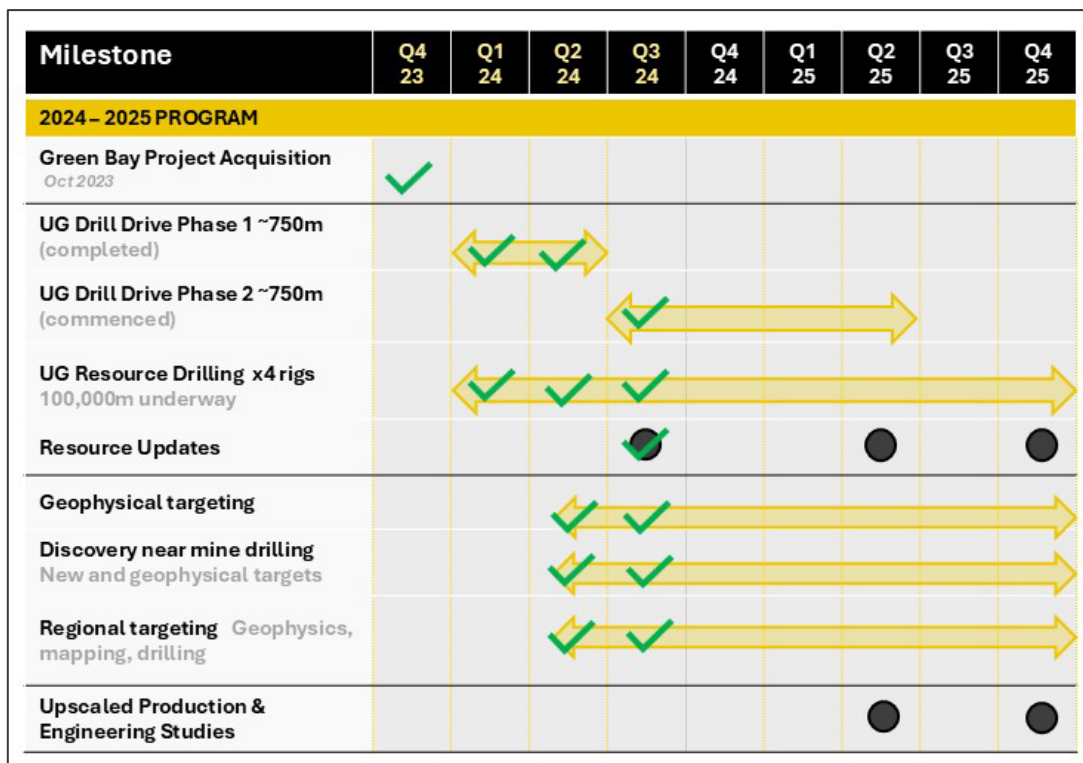 Milestone
Q4 23
Q1 24
Q2 24
Q3 24
Q4 24
Q1 25
Q2 25
Q3 25
Q4 25
2024 – 2025 PROGRAM
Green Bay Project Acquisition
Oct 2023
UG Drill Drive Phase 1 ~750m
(completed)
UG Drill Drive Phase 2 ~750m
(commenced)
UG Resource Drilling x4 rigs
100,000m underway
Resource Updates
Geophysical targeting
Discovery near mine drilling
New and geophysical targets
Regional targeting Geophysics,
mapping, drilling
Upscaled Production &
Engineering Studies